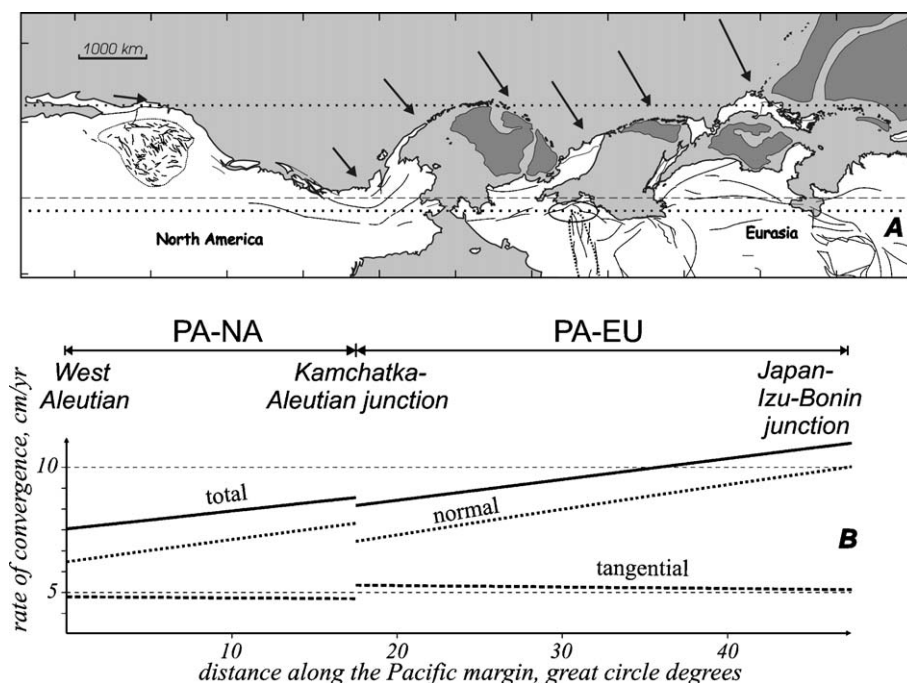 1000 km
North America
Eurasia
A
PA-NA
PA-EU
West
Aleutian
Kamchatka-
Aleutian junction
Japan-
Izu-Bonin
junction
rate of convergence, cm/yr
10
5
total
normal
tangential
B
10
20
30
40
distance along the Pacific margin, great circle degrees